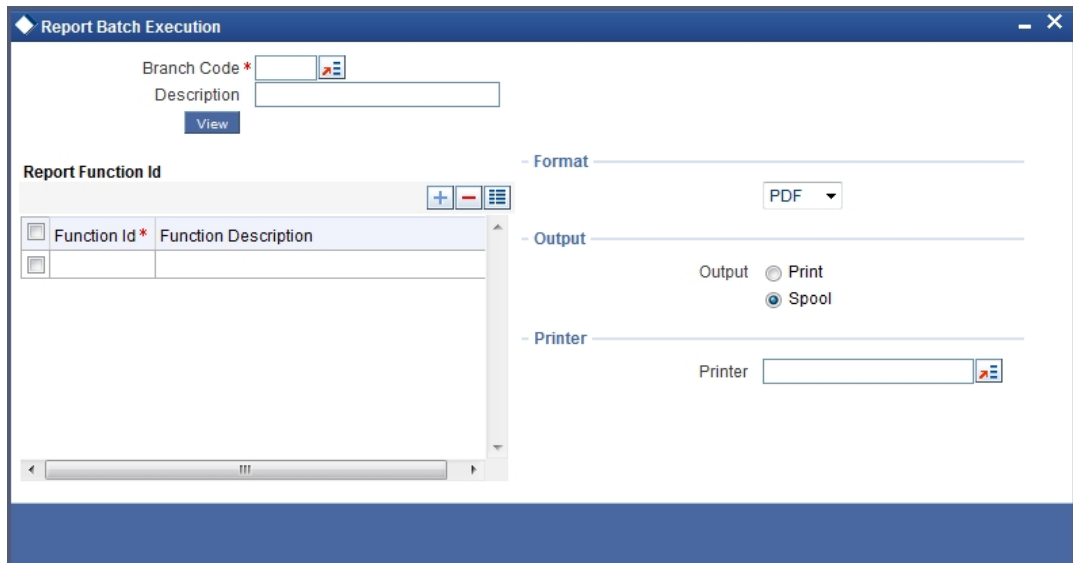 Report Batch Execution
Branch Code *
Description
View
Report Function Id
Function Id * Function Description
Format
PDF
Output
Output Print
Spool
Printer
Printer